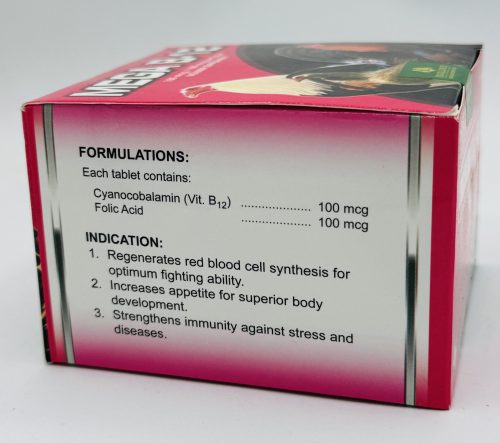 MEGA B-12
FORMULATIONS:
Each tablet contains:
Cyanocobalamin (Vit. B12) .................... 100 mcg
Folic Acid .................... 100 mcg
INDICATION:
1. Regenerates red blood cell synthesis for
optimum fighting ability.
2. Increases appetite for superior body
development.
3. Strengthens immunity against stress and
diseases.